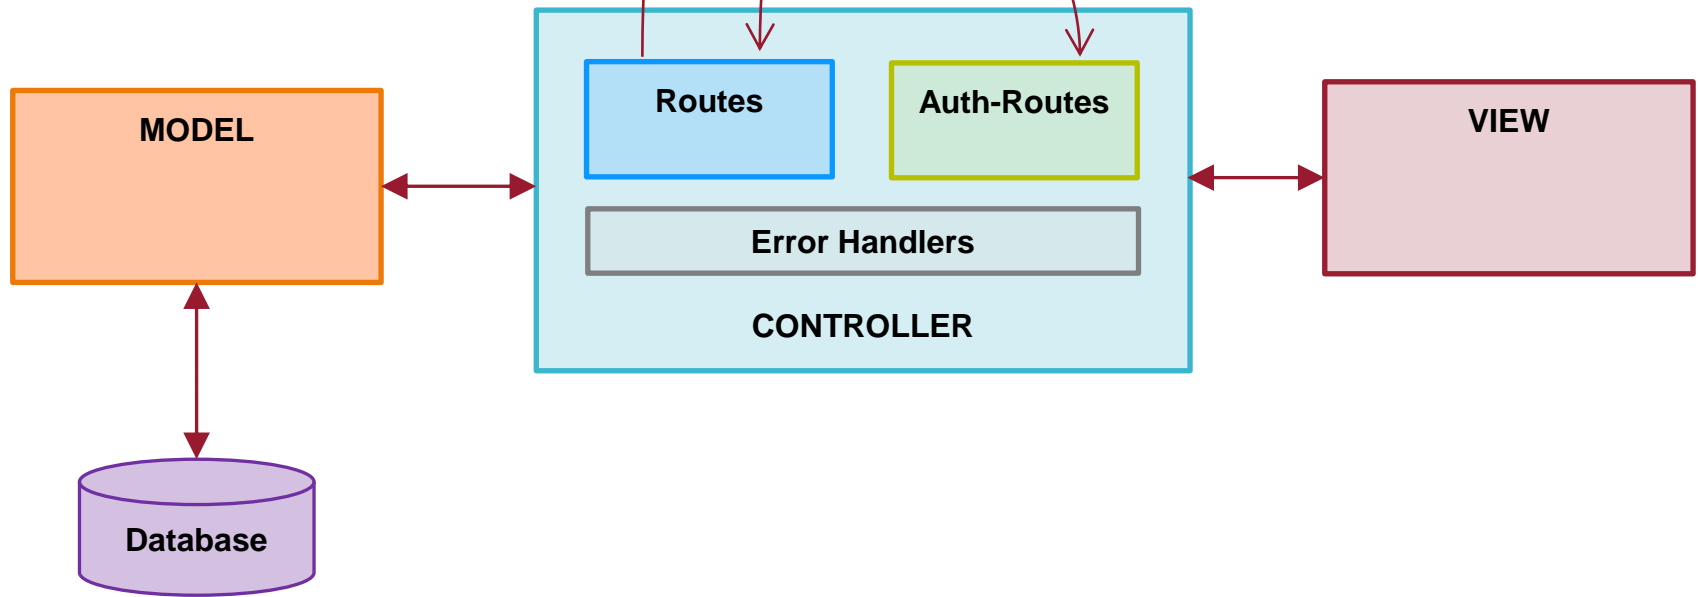 MODEL
Routes
Auth-Routes
Error Handlers
CONTROLLER
VIEW
Database